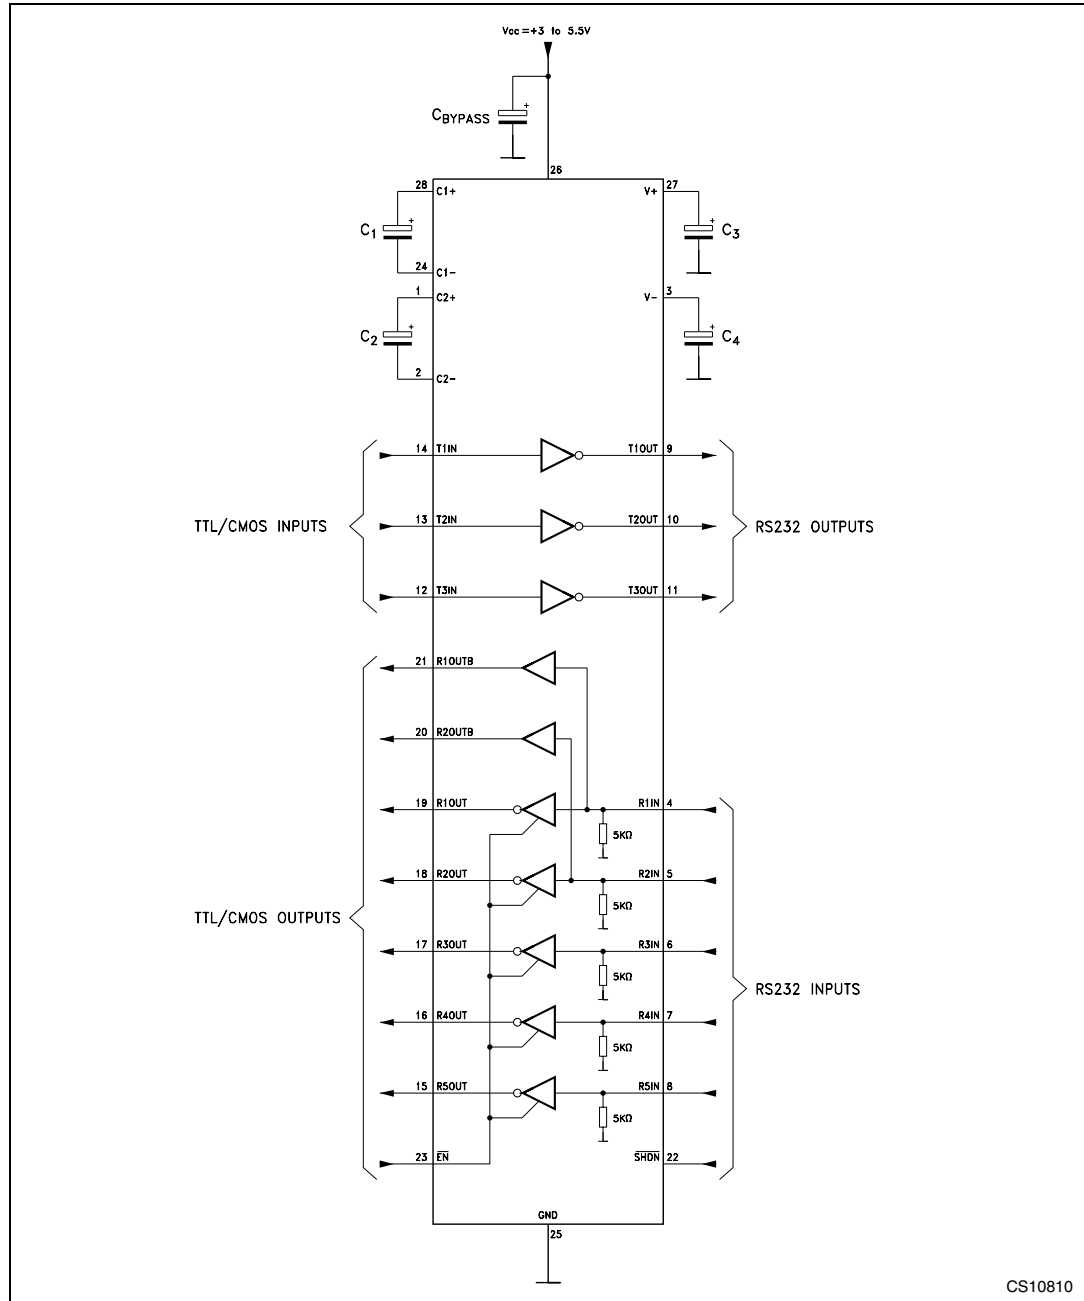 Vcc=+3 to 5.5V
CBYPASS
+
26
28 C1+ V+ 27
C1 + + C3
24 C1-
1 C2+ V- 3
C2 + + C4
2 C2-
14 T1IN T1OUT 9
TTL/CMOS INPUTS 13 T2IN T2OUT 10 RS232 OUTPUTS
12 T3IN T3OUT 11
21 R1OUTB
20 R2OUTB
19 R1OUT R1IN 4
5KΩ
18 R2OUT R2IN 5
5KΩ
TTL/CMOS OUTPUTS
17 R3OUT R3IN 6
5KΩ
RS232 INPUTS
16 R4OUT R4IN 7
5KΩ
15 R5OUT R5IN 8
5KΩ
23 E̅N̅ S̅H̅D̅N̅ 22
GND
25
CS10810